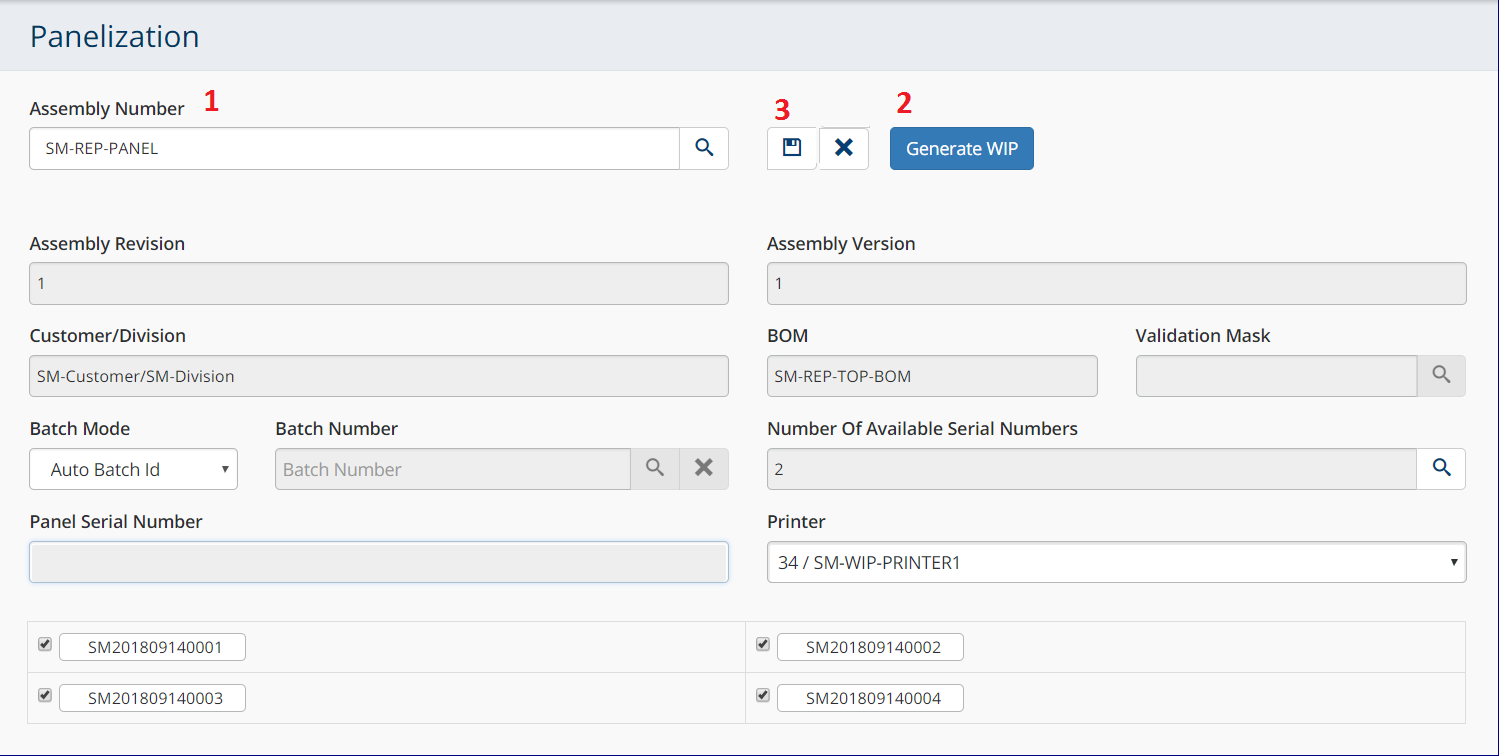 Panelization
Assembly Number 1
SM-REP-PANEL
3 2
Generate WIP
Assembly Revision
1
Assembly Version
1
Customer/Division
SM-Customer/SM-Division
BOM
SM-REP-TOP-BOM
Validation Mask
Batch Mode
Auto Batch Id
Batch Number
Batch Number
Number Of Available Serial Numbers
2
Panel Serial Number
Printer
34 / SM-WIP-PRINTER1
SM201809140001
SM201809140002
SM201809140003
SM201809140004